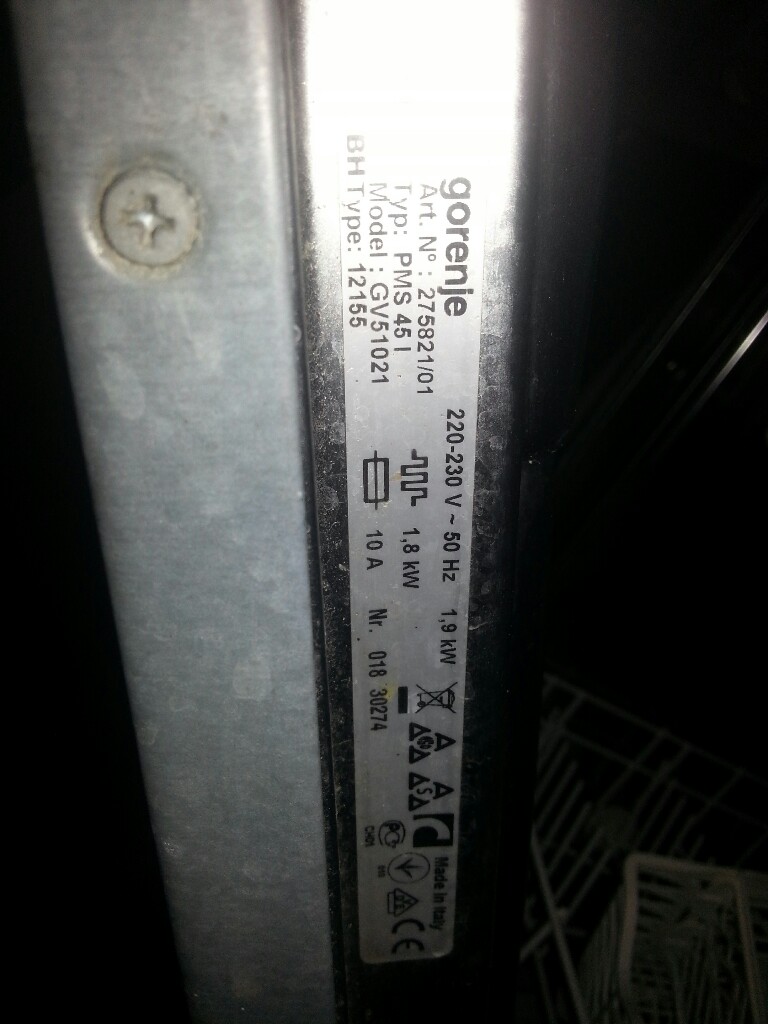 gorenje
Art. N° : 275821/01
Typ: PMS 45 I
Model : GV51021
BH Type: 12155
220-230 V ~ 50 Hz 1,9 kW
1,8 kW
10 A Nr. 018 30274
Made in Italy
CE